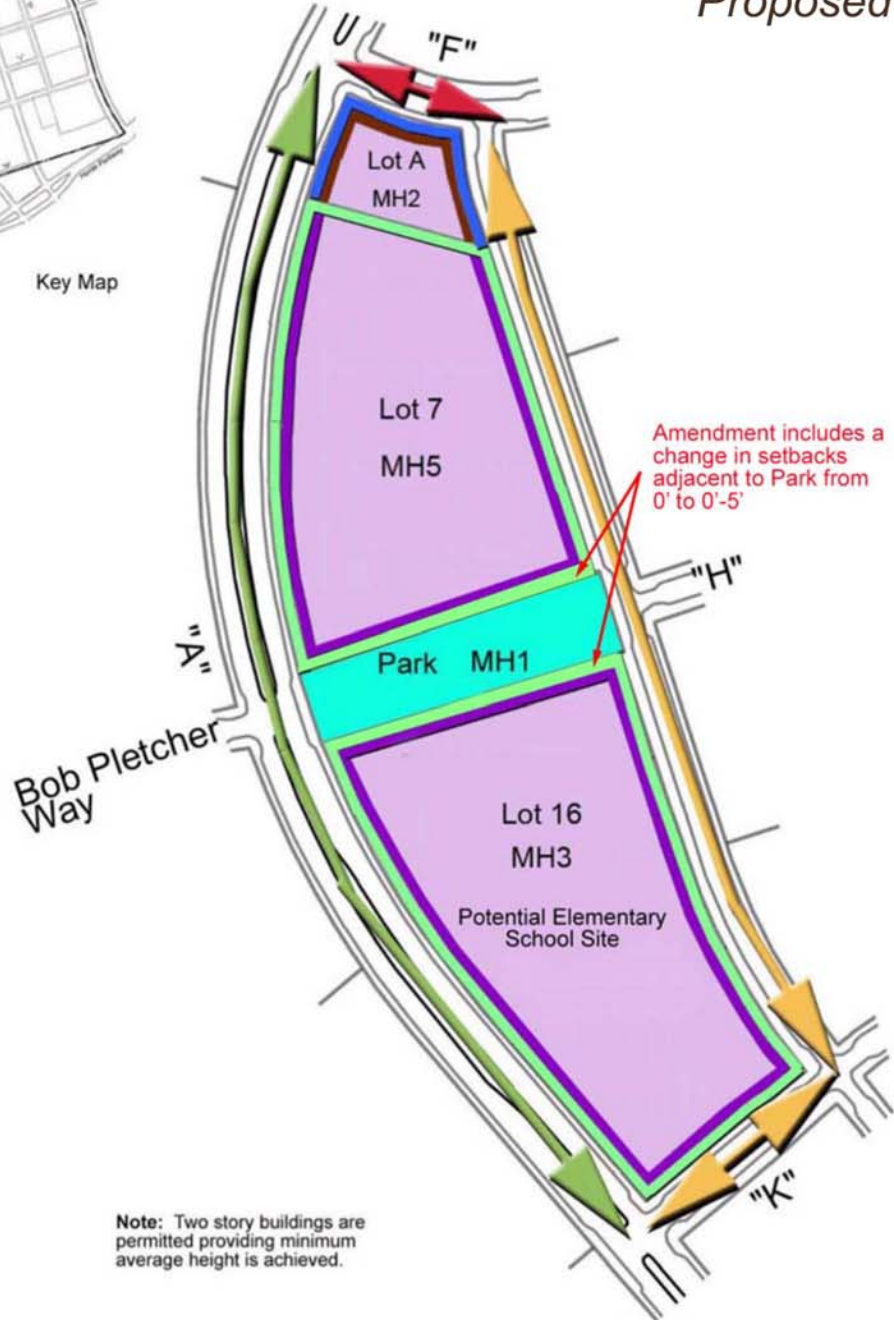 Proposed
"F"
Lot A
MH2
Key Map
Lot 7
MH5
Amendment includes a
change in setbacks
adjacent to Park from
0' to 0'-5'
"H"
"A"
Park MH1
Bob Pletcher
Way
Lot 16
MH3
Potential Elementary
School Site
"K"
Note: Two story buildings are
permitted providing minimum
average height is achieved.